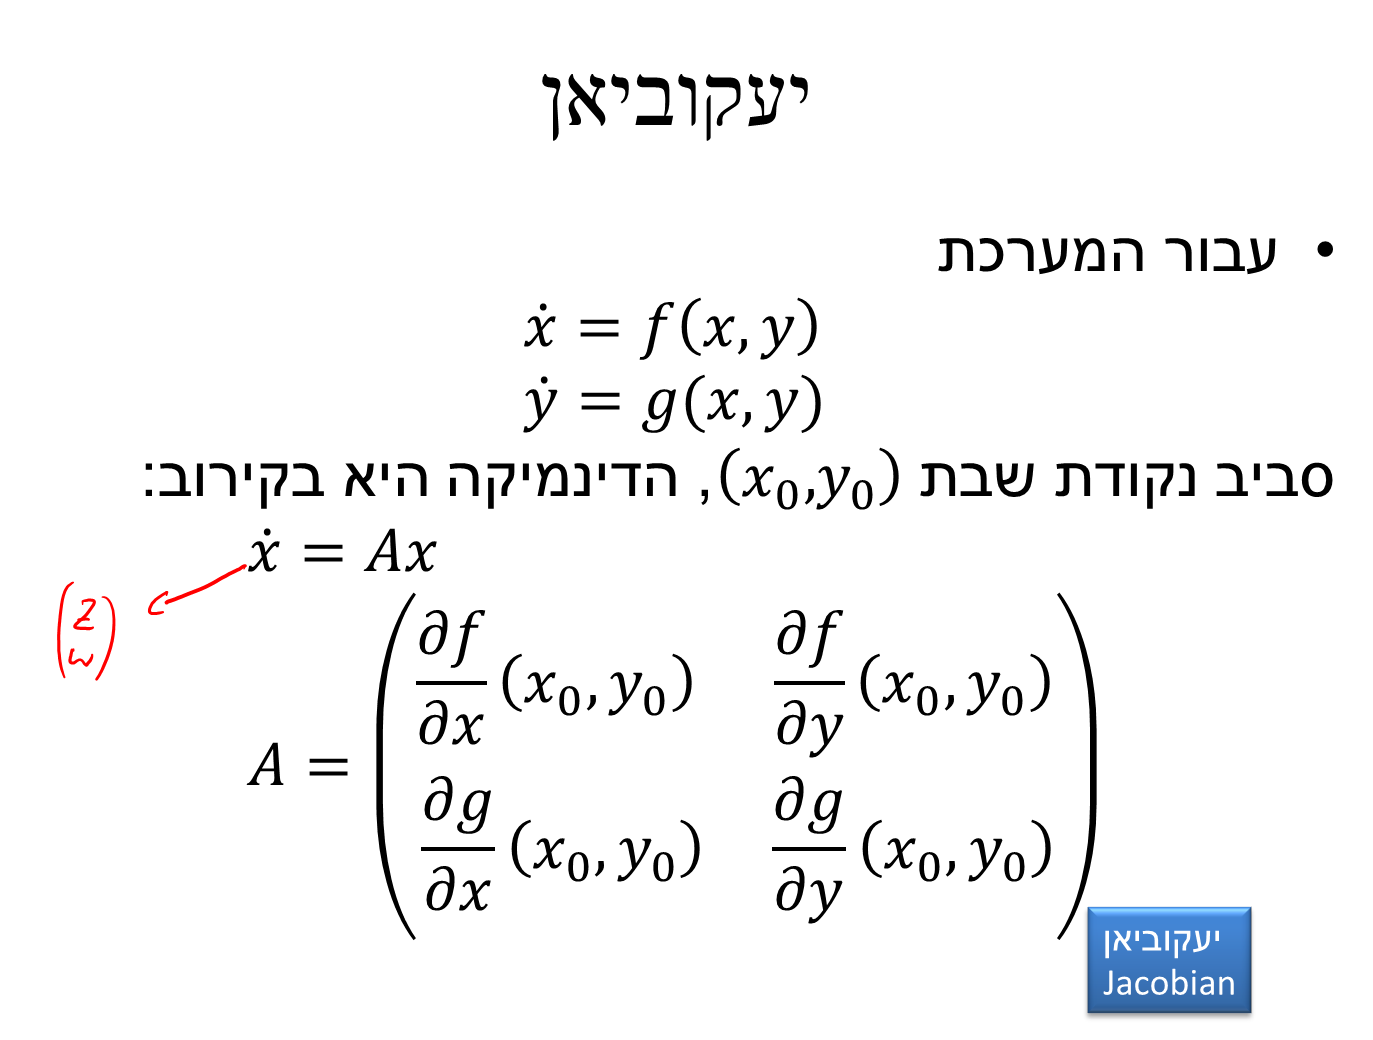 יעקוביאן
• עבור המערכת
ẋ = f(x, y)
ẏ = g(x, y)
סביב נקודת שבת (x₀,y₀), הדינמיקה היא בקירוב:
ẋ = Ax
(z w)
A = (∂f/∂x (x₀, y₀) ∂f/∂y (x₀, y₀)
∂g/∂x (x₀, y₀) ∂g/∂y (x₀, y₀))
יעקוביאן
Jacobian